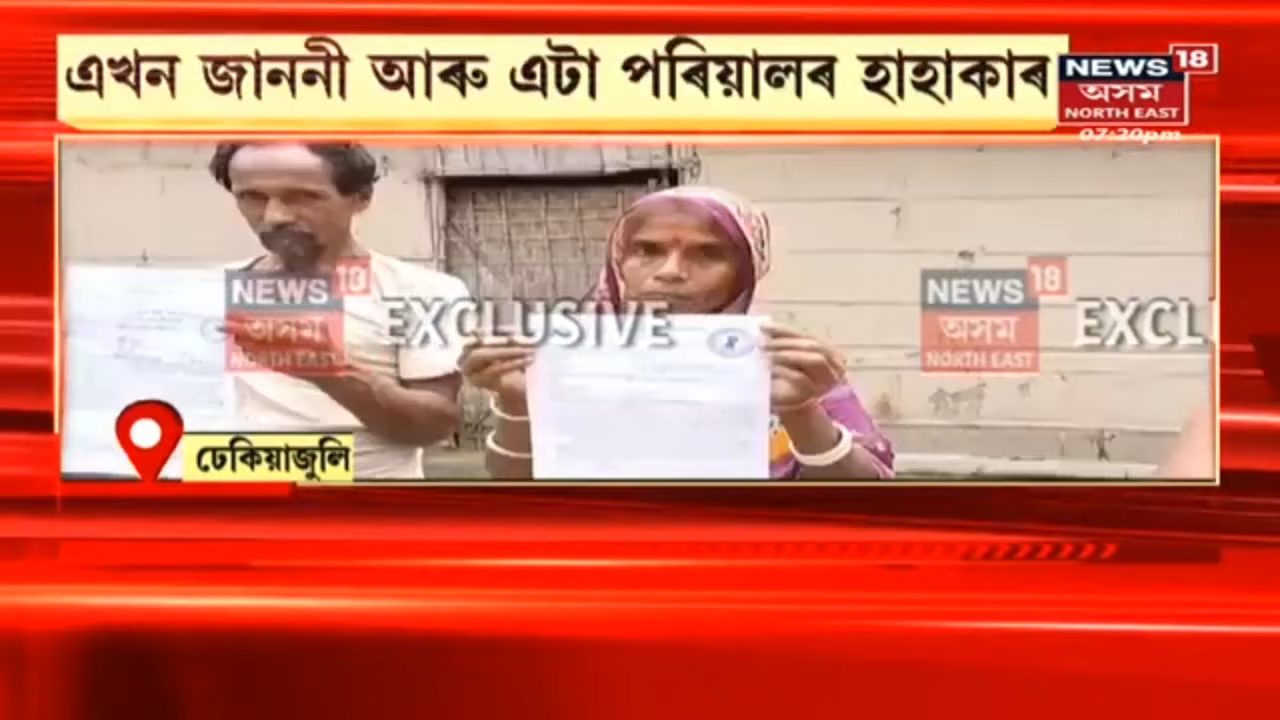 এখন জাননী আৰু এটা পৰিয়ালৰ হাহাকাৰ
NEWS 18
অসম
NORTH EAST
07:20pm
NEWS 18
অসম
NORTH EAST
EXCLUSIVE
NEWS 18
অসম
NORTH EAST
EXCL
ঢেকিয়াজুলি